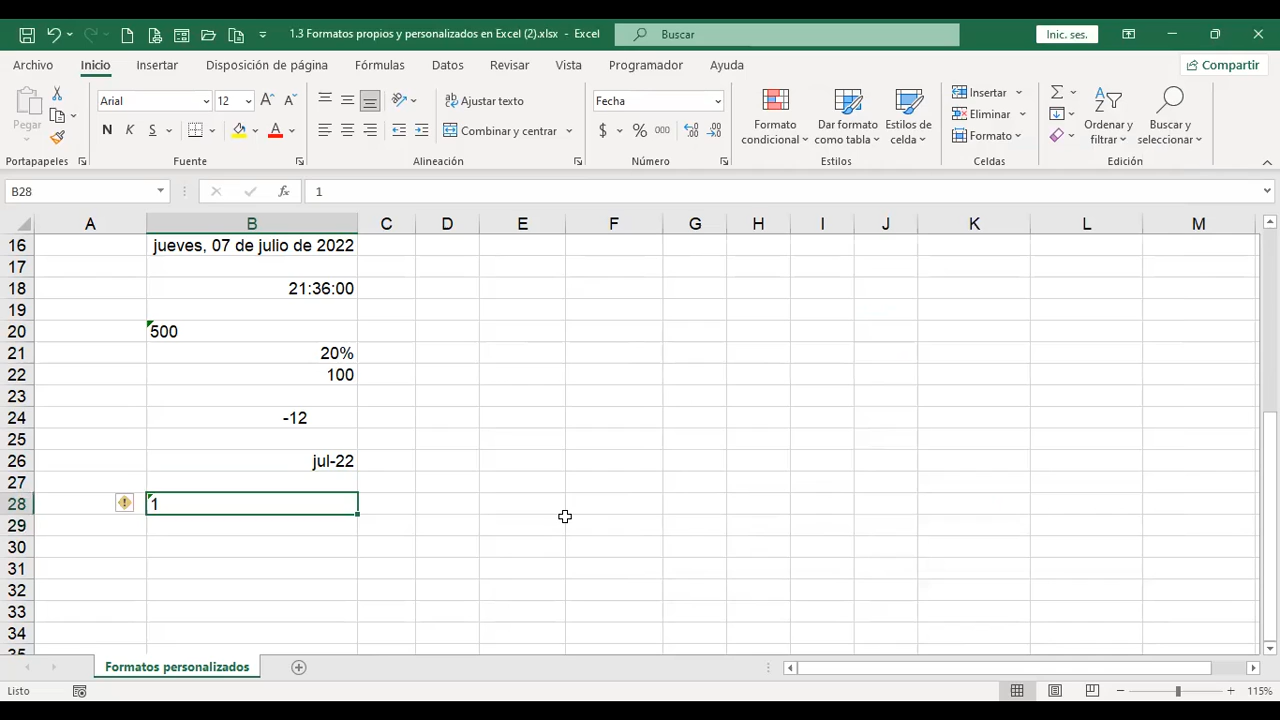 1.3 Formatos propios y personalizados en Excel (2).xlsx - Excel
Buscar
Inic. ses.
Archivo Inicio Insertar Disposición de página Fórmulas Datos Revisar Vista Programador Ayuda
Compartir
Pegar
Portapapeles
Arial 12
N K S
Fuente
Ajustar texto
Combinar y centrar
Alineación
Fecha
$ % 000
Número
Formato condicional
Dar formato como tabla
Estilos de celda
Estilos
Insertar
Eliminar
Formato
Celdas
Ordenar y filtrar
Buscar y seleccionar
Edición
B28 fx 1
A B C D E F G H I J K L M
16 jueves, 07 de julio de 2022
17
18 21:36:00
19
20 500
21 20%
22 100
23
24 -12
25
26 jul-22
27
28 1
29
30
31
32
33
34
35
Formatos personalizados
Listo 115%